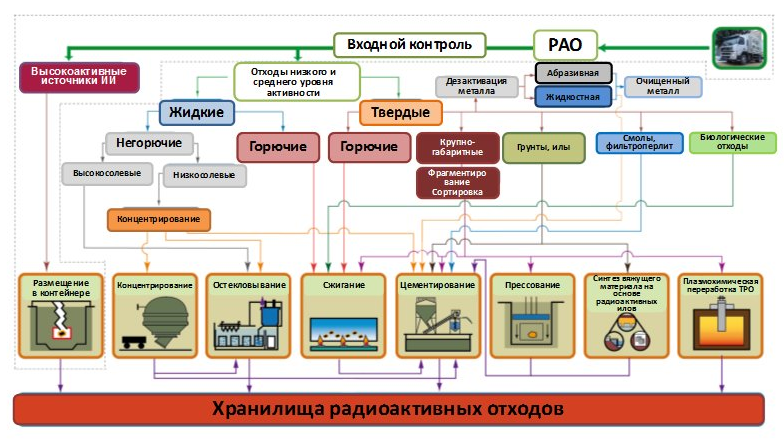 Входной контроль
РАО
Высокоактивные
источники ИИ
Отходы низкого и
среднего уровня
активности
Дезактивация
металла
Абразивная
Жидкостная
Очищенный
металл
Жидкие
Твердые
Негорючие
Горючие
Горючие
Крупно-
габаритные
Грунты, илы
Смолы,
фильтроперлит
Биологические
отходы
Высокосолевые
Низкосолевые
Фрагментиро
вание
Сортировка
Концентрирование
Размещение
в контейнере
Концентрирование
Остекловывание
Сжигание
Цементирование
Прессование
Синтез вяжущего
материала на
основе
радиоактивных
илов
Плазмохимическая
переработка ТРО
Хранилища радиоактивных отходов